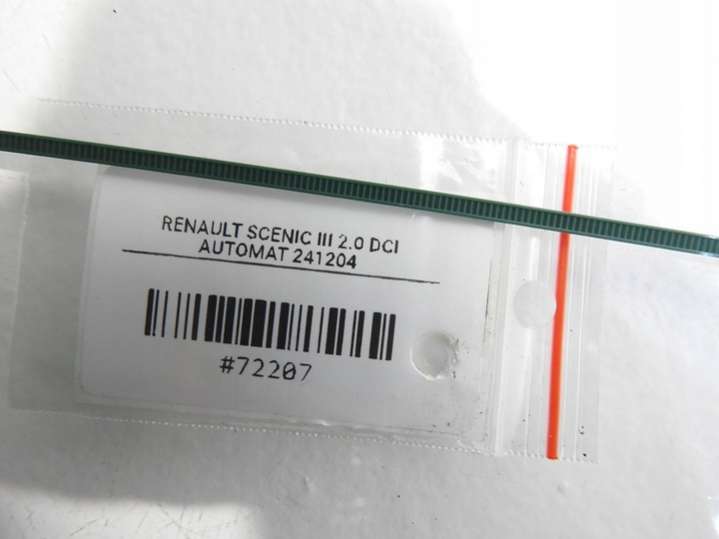 RENAULT SCENIC III 2.0 DCI
AUTOMAT 241204
#72207